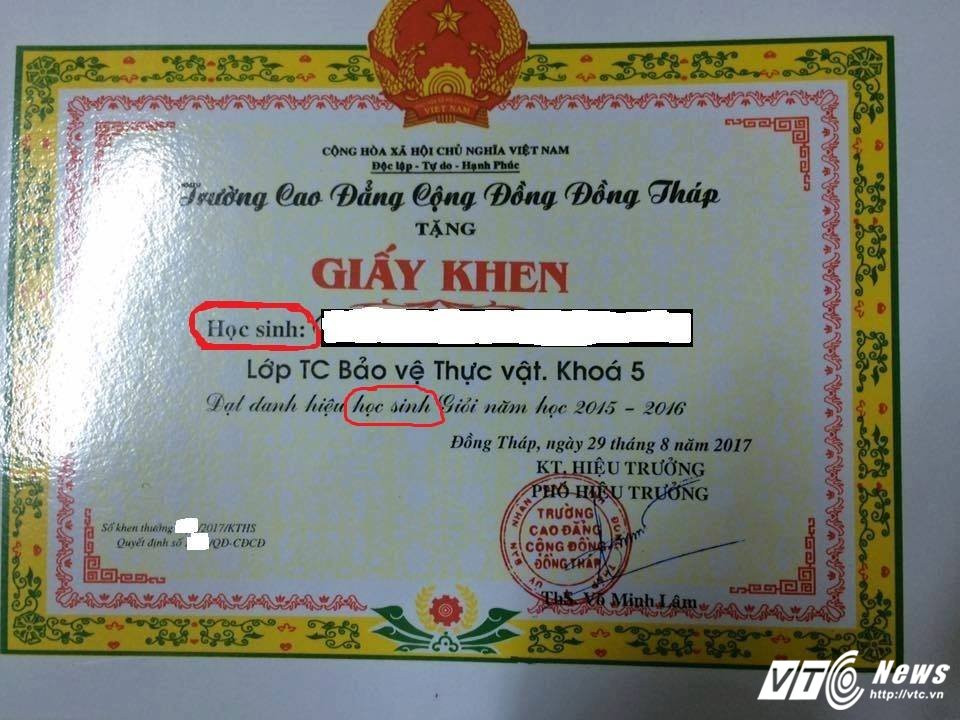 VIỆT NAM
CỘNG HÒA XÃ HỘI CHỦ NGHĨA VIỆT NAM
Độc lập - Tự do - Hạnh Phúc
Trường Cao Đẳng Cộng Đồng Đồng Tháp
TẶNG
GIẤY KHEN
Học sinh:
Lớp TC Bảo vệ Thực vật. Khoá 5
Đạt danh hiệu học sinh Giỏi năm học 2015 - 2016
Đồng Tháp, ngày 29 tháng 8 năm 2017
KT. HIỆU TRƯỞNG
PHÓ HIỆU TRƯỞNG
Số khen thưởng /2017/KTHS
Quyết định số /QĐ-CĐCĐ
TRƯỜNG
CAO ĐẲNG
CỘNG ĐỒNG
ĐỒNG THÁP
ThS. Võ Minh Lâm
VTC News
http://vtc.vn